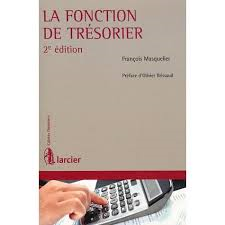 LA FONCTION
DE TRÉSORIER
2e édition
François Masquelier
Préface d'Olivier Brissaud
larcier